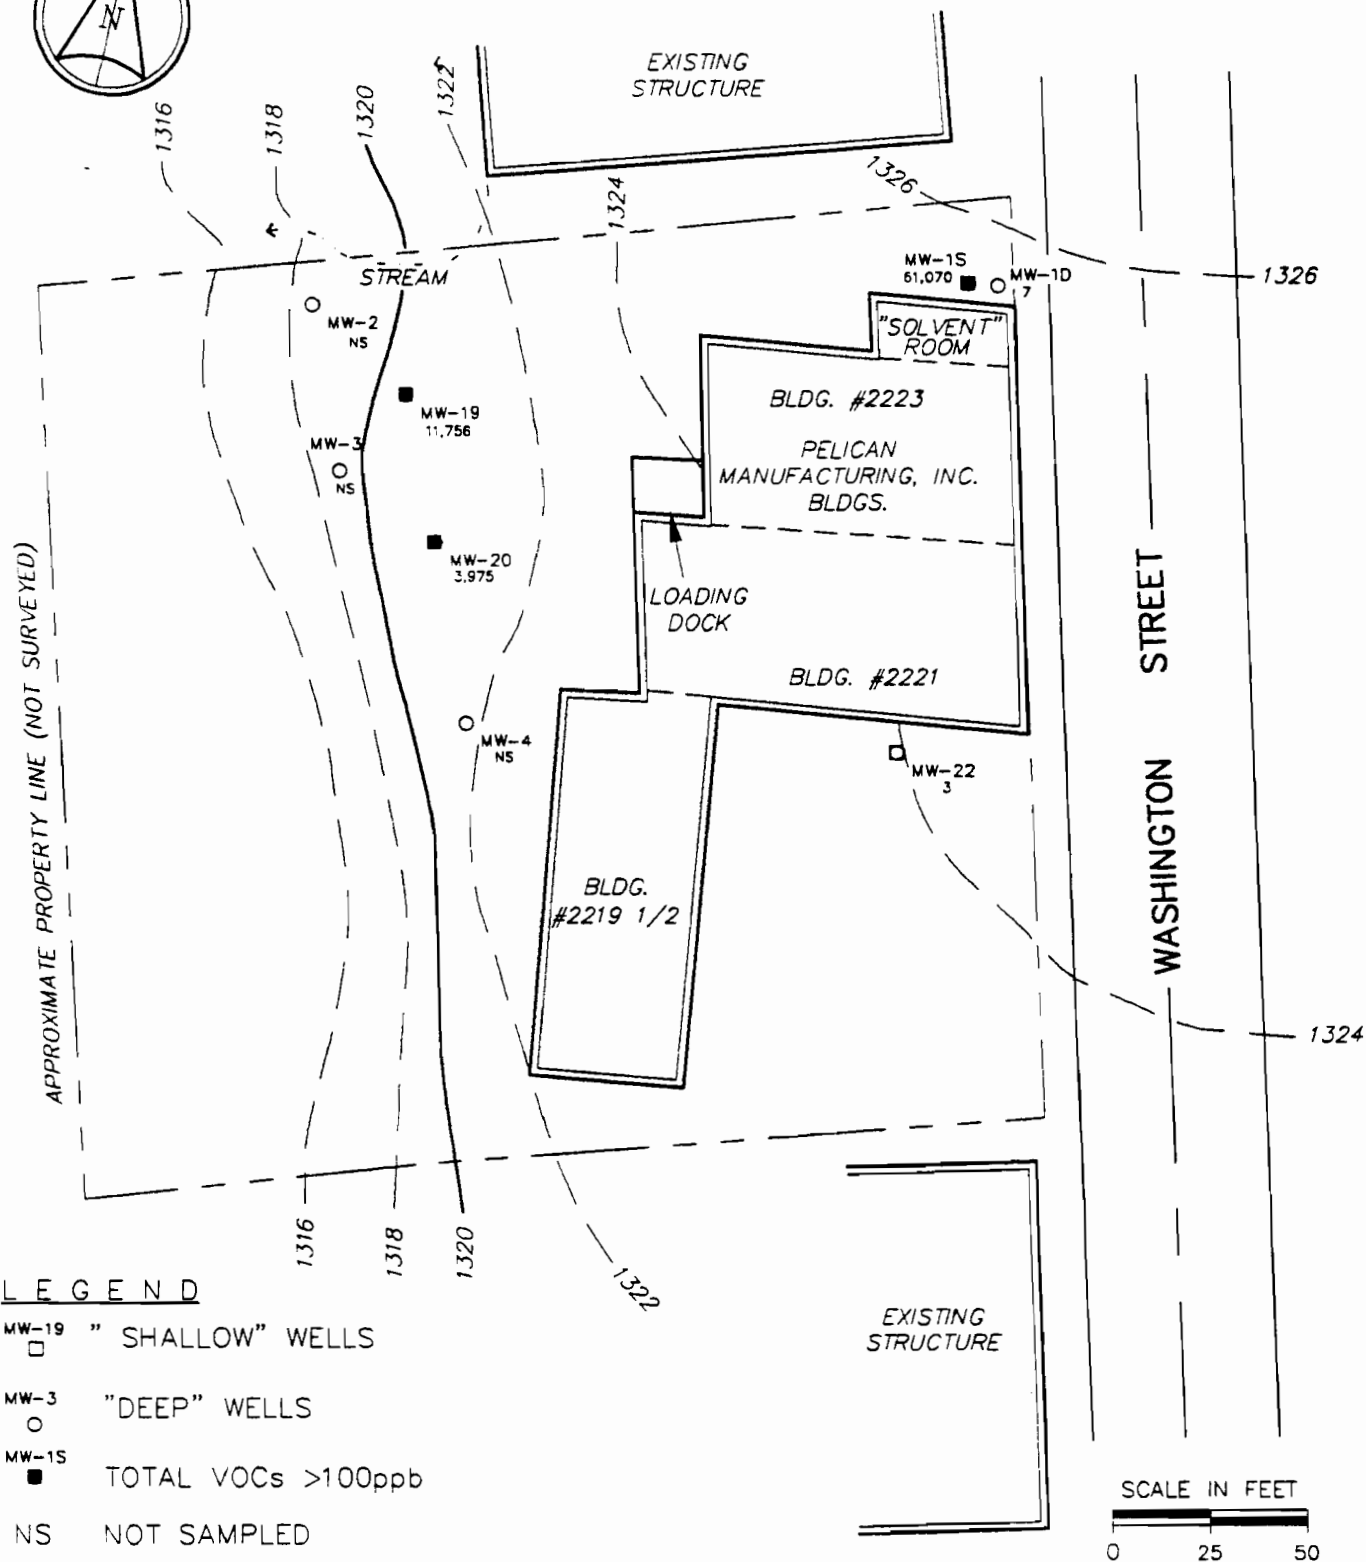 N
1316
1318
1320
1322
EXISTING
STRUCTURE
1324
1326
1326
STREAM
MW-1S
61,070
MW-1D
7
MW-2
NS
"SOLVENT"
ROOM
MW-19
11,756
BLDG. #2223
MW-3
NS
PELICAN
MANUFACTURING, INC.
BLDGS.
MW-20
3,975
LOADING
DOCK
BLDG. #2221
MW-4
NS
MW-22
3
BLDG.
#2219 1/2
APPROXIMATE PROPERTY LINE (NOT SURVEYED)
WASHINGTON STREET
1324
1316
1318
1320
1322
EXISTING
STRUCTURE
LEGEND
MW-19 " SHALLOW" WELLS
MW-3 "DEEP" WELLS
MW-1S TOTAL VOCs >100ppb
NS NOT SAMPLED
SCALE IN FEET
0 25 50